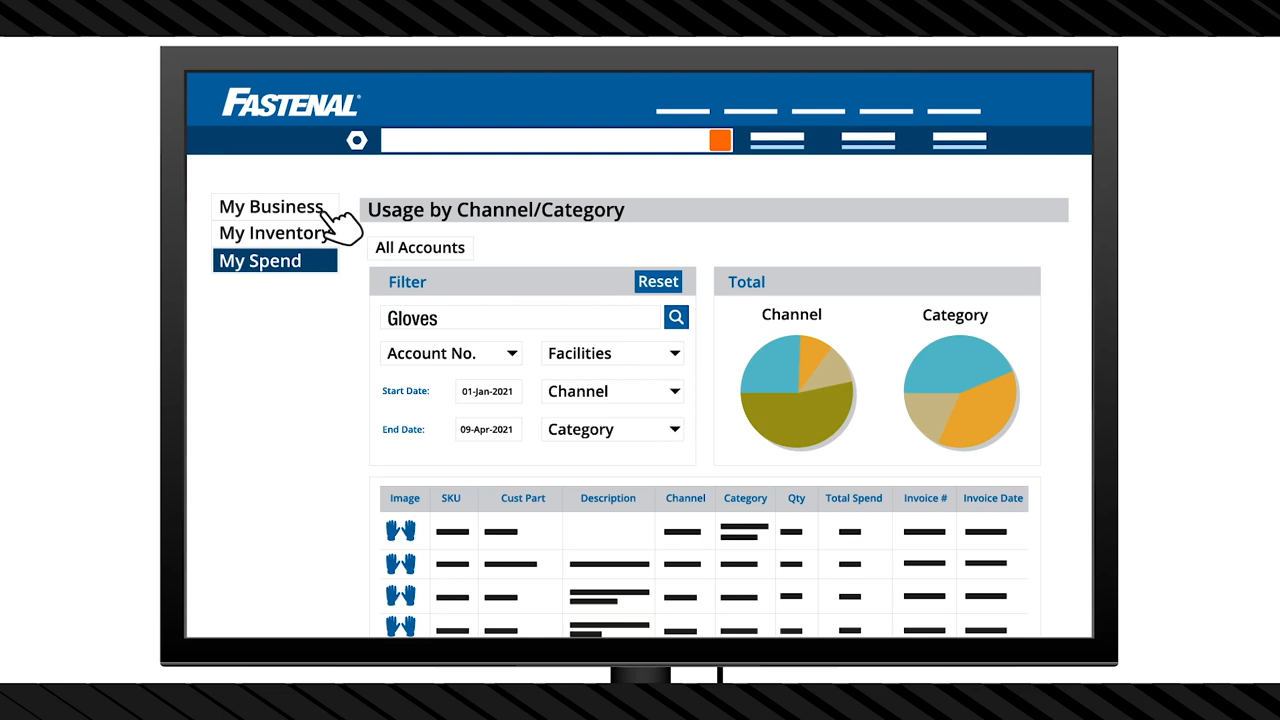 FASTENAL®
My Business
My Inventory
My Spend
Usage by Channel/Category
All Accounts
Filter
Reset
Gloves
Account No.
Facilities
Start Date:
01-Jan-2021
Channel
End Date:
09-Apr-2021
Category
Total
Channel
Category
Image SKU Cust Part Description Channel Category Qty Total Spend Invoice # Invoice Date